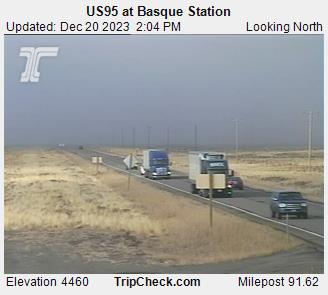 US95 at Basque Station
Updated: Dec 20 2023 2:04 PM Looking North
Elevation 4460 TripCheck.com Milepost 91.62